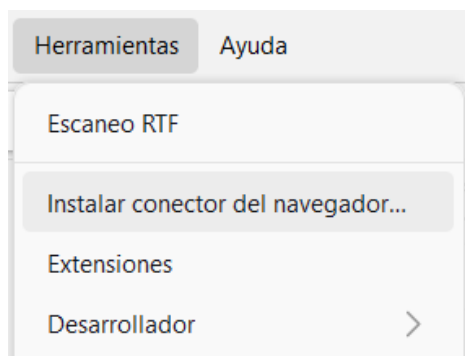 Herramientas Ayuda
Escaneo RTF
Instalar conector del navegador...
Extensiones
Desarrollador